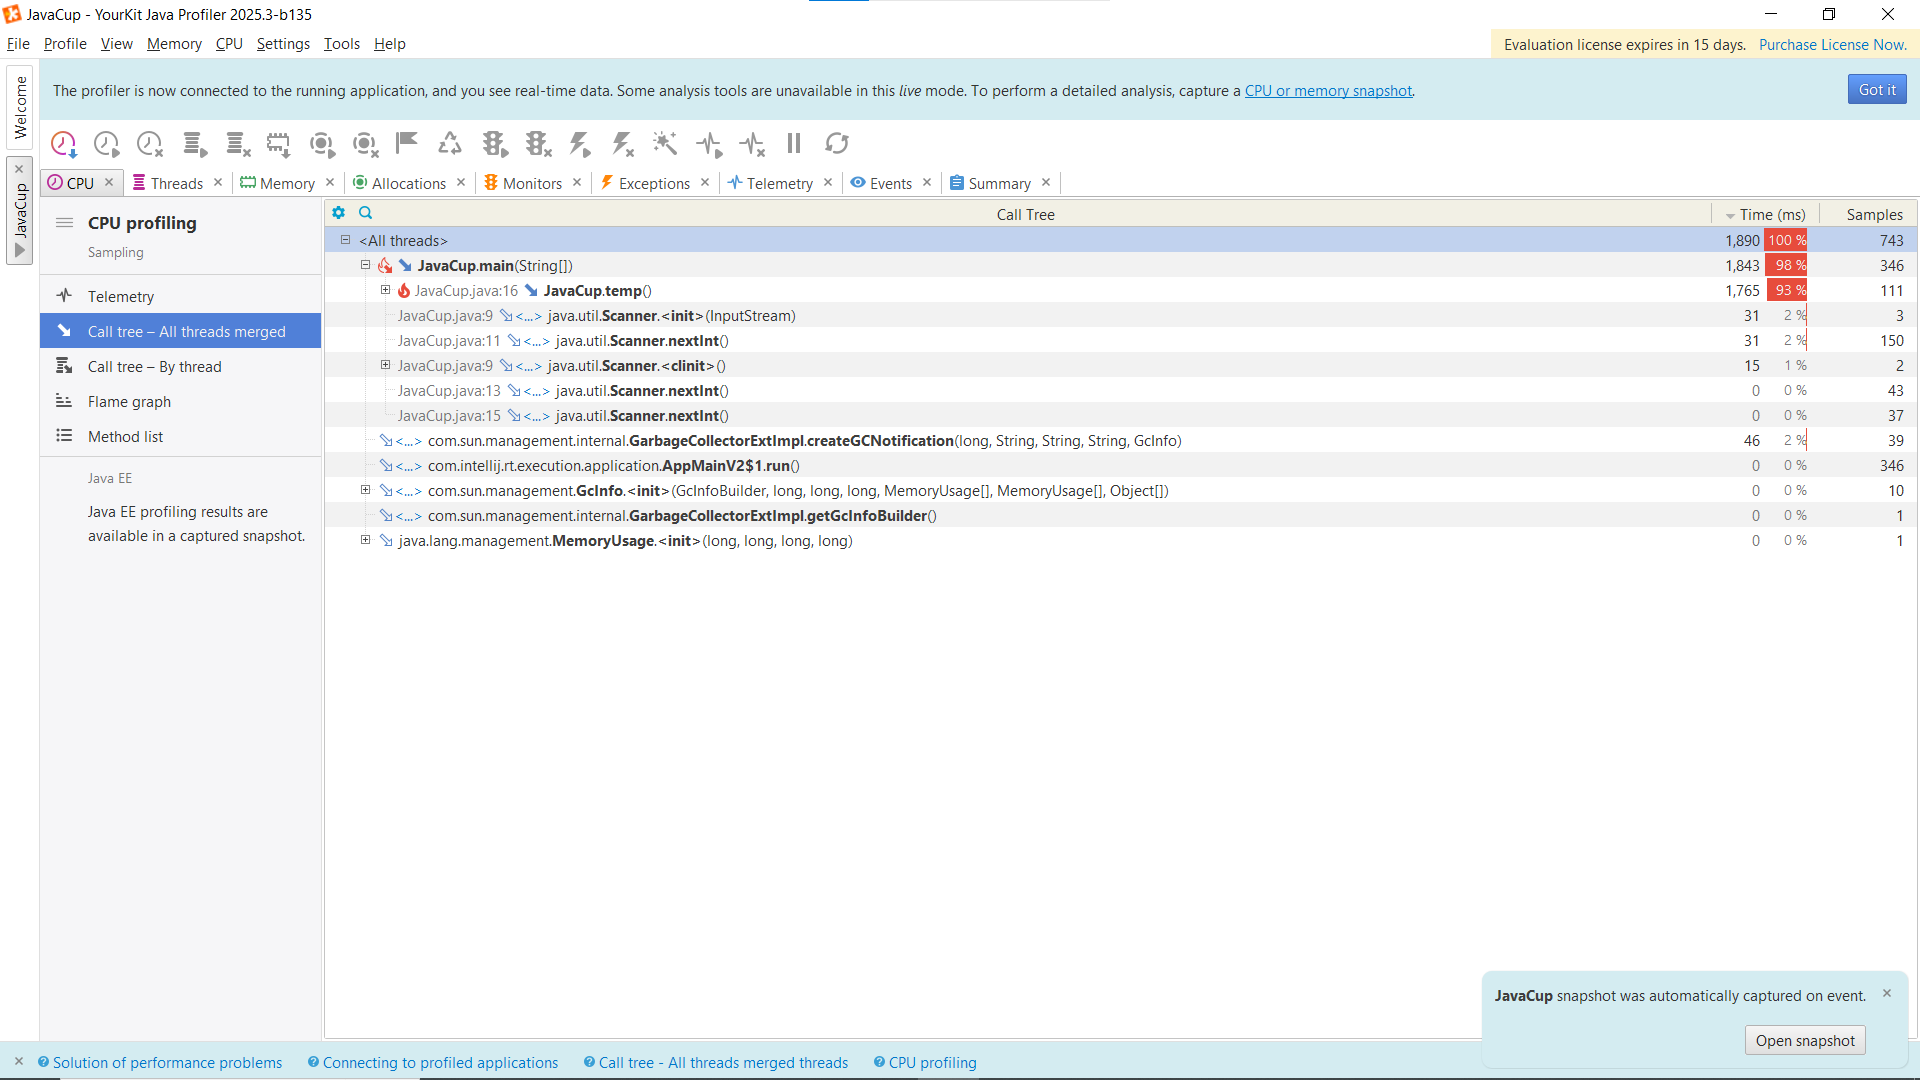 JavaCup - YourKit Java Profiler 2025.3-b135
File Profile View Memory CPU Settings Tools Help
Evaluation license expires in 15 days. Purchase License Now.
Welcome
JavaCup
The profiler is now connected to the running application, and you see real-time data. Some analysis tools are unavailable in this live mode. To perform a detailed analysis, capture a CPU or memory snapshot.
Got it
CPU Threads Memory Allocations Monitors Exceptions Telemetry Events Summary
CPU profiling
Sampling
Telemetry
Call tree – All threads merged
Call tree – By thread
Flame graph
Method list
Java EE
Java EE profiling results are
available in a captured snapshot.
Call Tree Time (ms) Samples
<All threads> 1,890 100 % 743
JavaCup.main(String[]) 1,843 98 % 346
JavaCup.java:16 JavaCup.temp() 1,765 93 % 111
JavaCup.java:9 <...> java.util.Scanner.<init>(InputStream) 31 2 % 3
JavaCup.java:11 <...> java.util.Scanner.nextInt() 31 2 % 150
JavaCup.java:9 <...> java.util.Scanner.<clinit>() 15 1 % 2
JavaCup.java:13 <...> java.util.Scanner.nextInt() 0 0 % 43
JavaCup.java:15 <...> java.util.Scanner.nextInt() 0 0 % 37
<...> com.sun.management.internal.GarbageCollectorExtImpl.createGCNotification(long, String, String, String, GcInfo) 46 2 % 39
<...> com.intellij.rt.execution.application.AppMainV2$1.run() 0 0 % 346
<...> com.sun.management.GcInfo.<init>(GcInfoBuilder, long, long, long, MemoryUsage[], MemoryUsage[], Object[]) 0 0 % 10
<...> com.sun.management.internal.GarbageCollectorExtImpl.getGcInfoBuilder() 0 0 % 1
java.lang.management.MemoryUsage.<init>(long, long, long, long) 0 0 % 1
JavaCup snapshot was automatically captured on event.
Open snapshot
Solution of performance problems Connecting to profiled applications Call tree - All threads merged threads CPU profiling